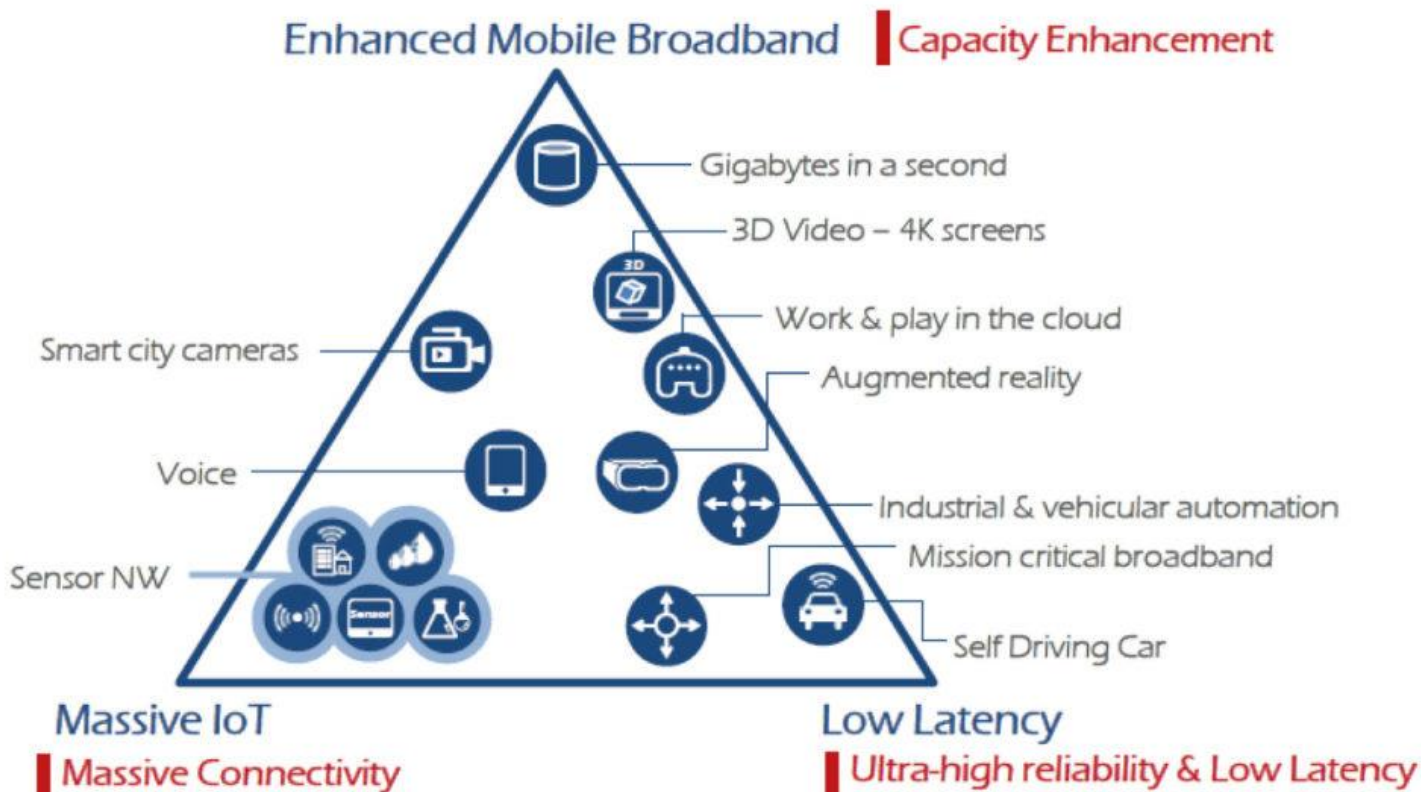 Enhanced Mobile Broadband
Capacity Enhancement
Gigabytes in a second
3D Video – 4K screens
3D
Work & play in the cloud
Smart city cameras
Augmented reality
Voice
Industrial & vehicular automation
Mission critical broadband
Sensor NW
Sensor
Self Driving Car
Massive IoT
Low Latency
Massive Connectivity
Ultra-high reliability & Low Latency